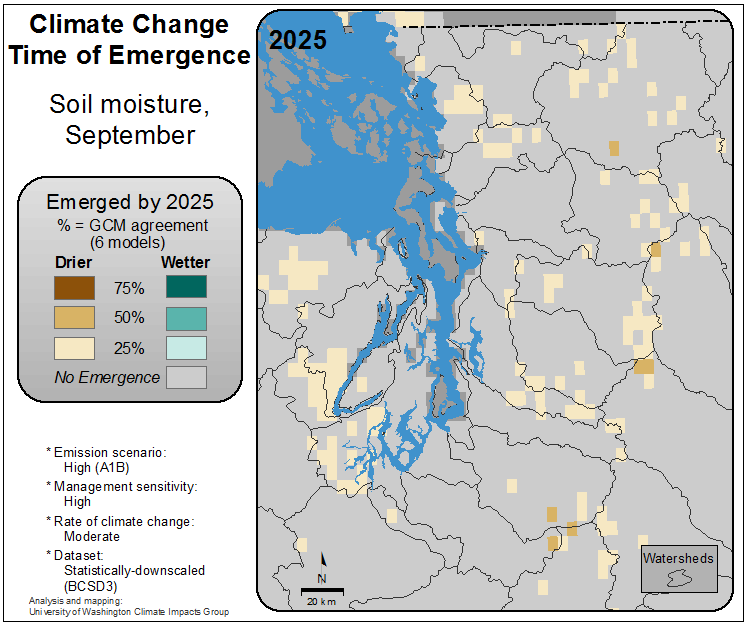 Climate Change
Time of Emergence
Soil moisture,
September
Emerged by 2025
% = GCM agreement
(6 models)
Drier
Wetter
75%
50%
25%
No Emergence
* Emission scenario:
High (A1B)
* Management sensitivity:
High
* Rate of climate change:
Moderate
* Dataset:
Statistically-downscaled
(BCSD3)
Analysis and mapping:
University of Washington Climate Impacts Group
2025
N
20 km
Watersheds